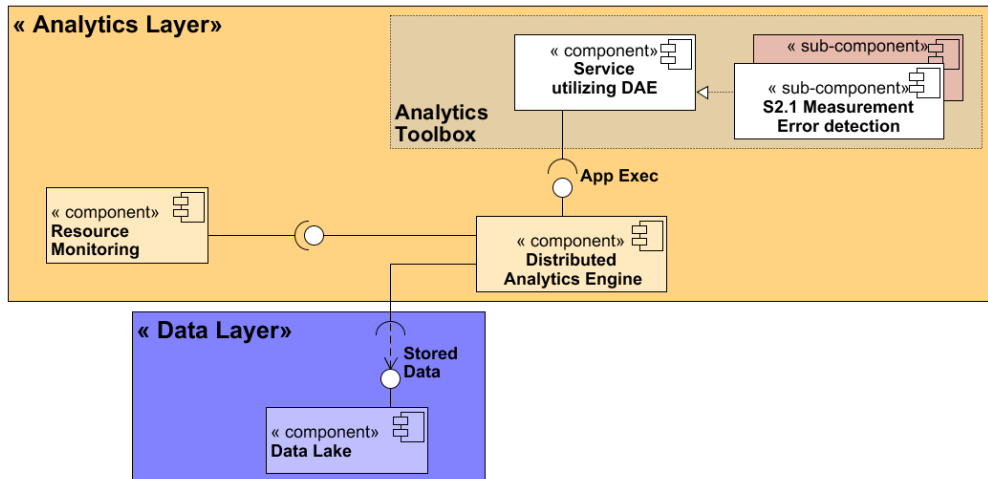 « Analytics Layer»
« sub-component»
« component»
Service
utilizing DAE
« sub-component»
S2.1 Measurement
Error detection
Analytics
Toolbox
App Exec
« component»
Resource
Monitoring
« component»
Distributed
Analytics Engine
« Data Layer»
Stored
Data
« component»
Data Lake